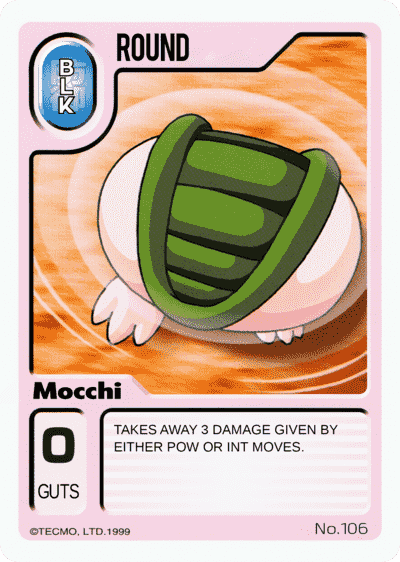 ROUND
BLK
Mocchi
0
GUTS
TAKES AWAY 3 DAMAGE GIVEN BY
EITHER POW OR INT MOVES.
©TECMO, LTD.1999
No.106